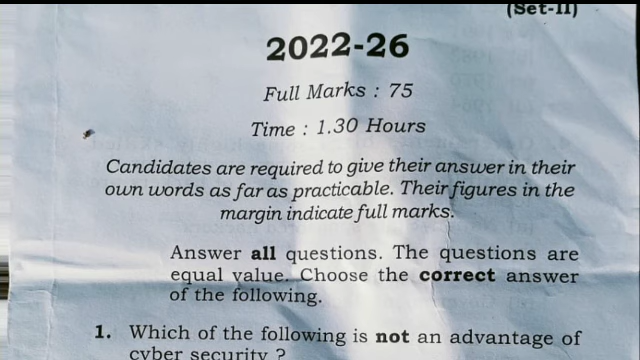 (Set-II)
2022-26
Full Marks : 75
Time : 1.30 Hours
Candidates are required to give their answer in their
own words as far as practicable. Their figures in the
margin indicate full marks.
Answer all questions. The questions are
equal value. Choose the correct answer
of the following.
1. Which of the following is not an advantage of
cyber security ?